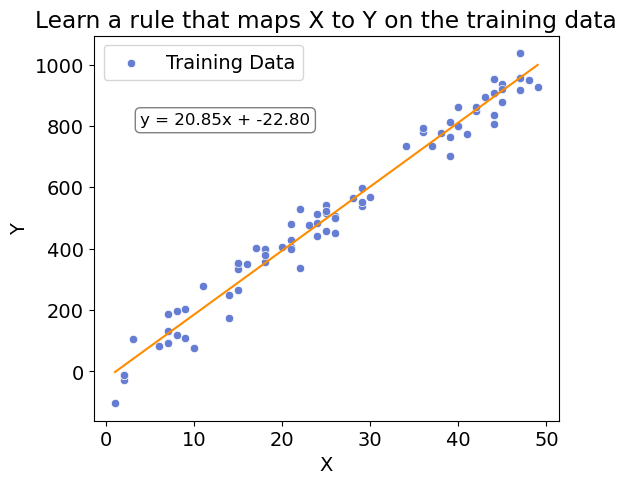 Learn a rule that maps X to Y on the training data
Training Data
y = 20.85x + -22.80
1000
800
600
400
200
0
Y
0 10 20 30 40 50
X